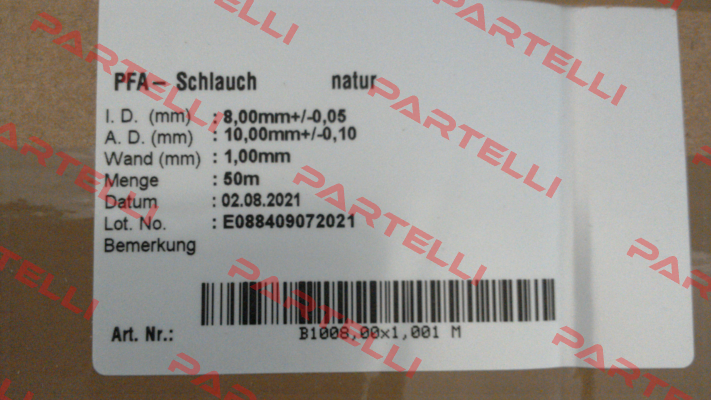 PFA - Schlauch natur
I. D. (mm) : 8,00mm+/-0,05
A. D. (mm) : 10,00mm+/-0,10
Wand (mm) : 1,00mm
Menge : 50m
Datum : 02.08.2021
Lot. No. : E088409072021
Bemerkung
Art. Nr.: B1008,00x1,001 M
PARTELLI
PARTELLI
PARTELLI
PARTELLI
PARTELLI
PARTELLI
PARTELLI
PARTELLI
PARTELLI